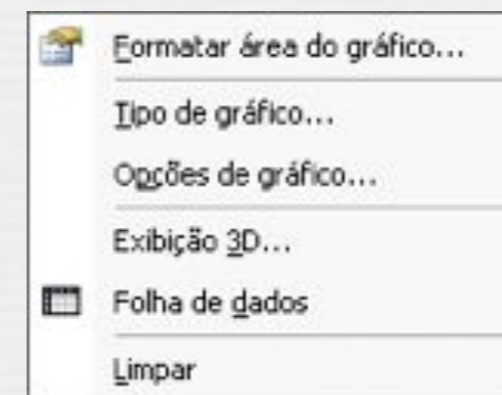 Formatar área do gráfico...
Tipo de gráfico...
Opções de gráfico...
Exibição 3D...
Folha de dados
Limpar